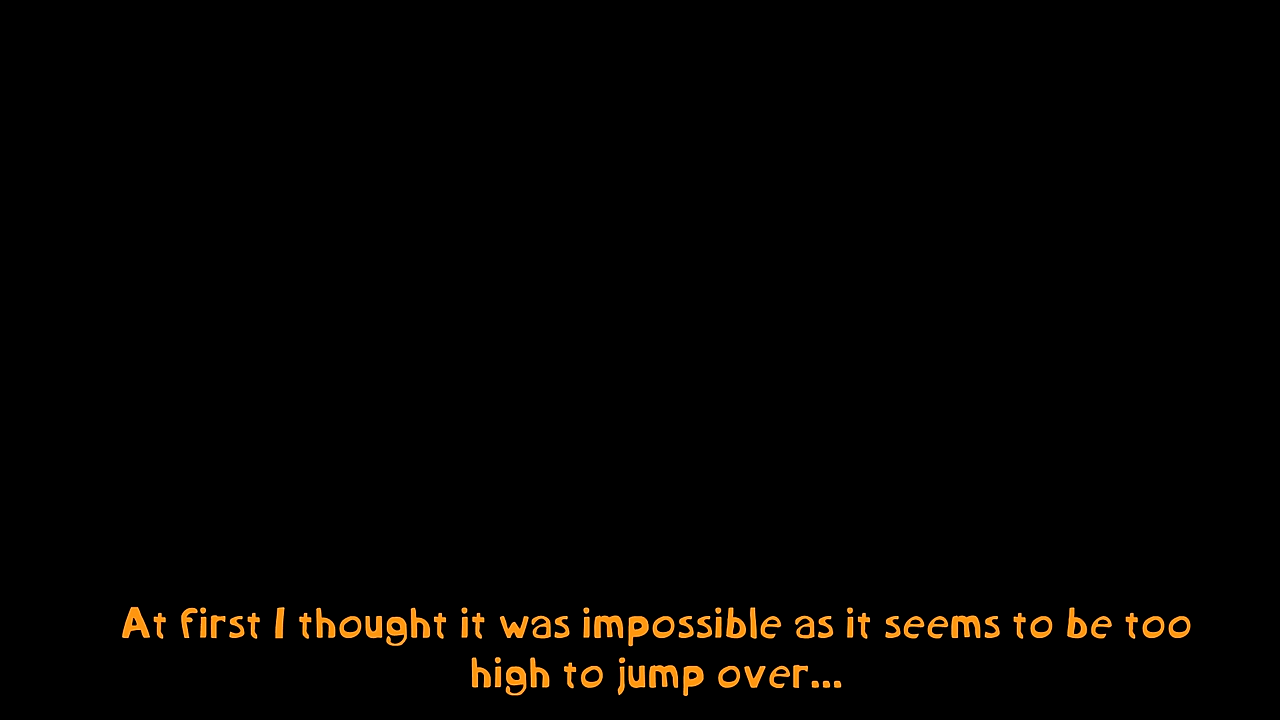 At first I thought it was impossible as it seems to be too
high to jump over...